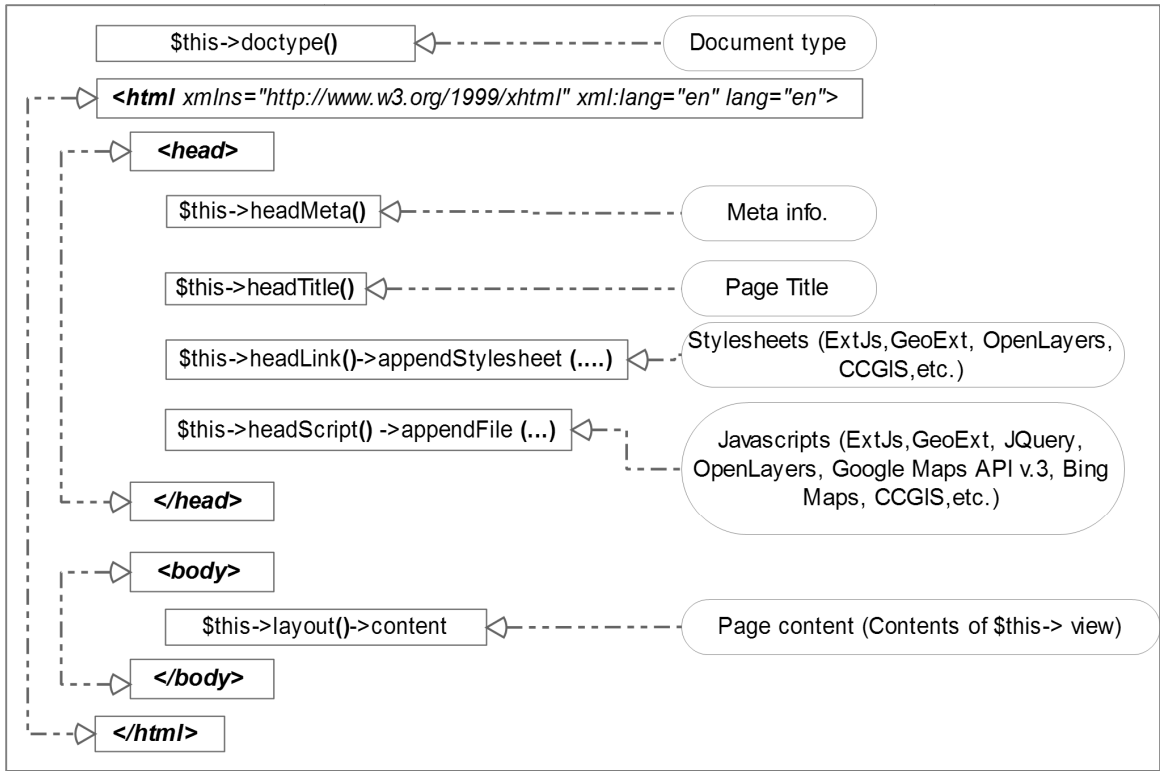 $this->doctype()
Document type
<html xmlns="http://www.w3.org/1999/xhtml" xml:lang="en" lang="en">
<head>
$this->headMeta()
Meta info.
$this->headTitle()
Page Title
$this->headLink()->appendStylesheet (....)
Stylesheets (ExtJs,GeoExt, OpenLayers,
CCGIS,etc.)
$this->headScript() ->appendFile (...)
Javascripts (ExtJs,GeoExt, JQuery,
OpenLayers, Google Maps API v.3, Bing
Maps, CCGIS,etc.)
</head>
<body>
$this->layout()->content
Page content (Contents of $this-> view)
</body>
</html>